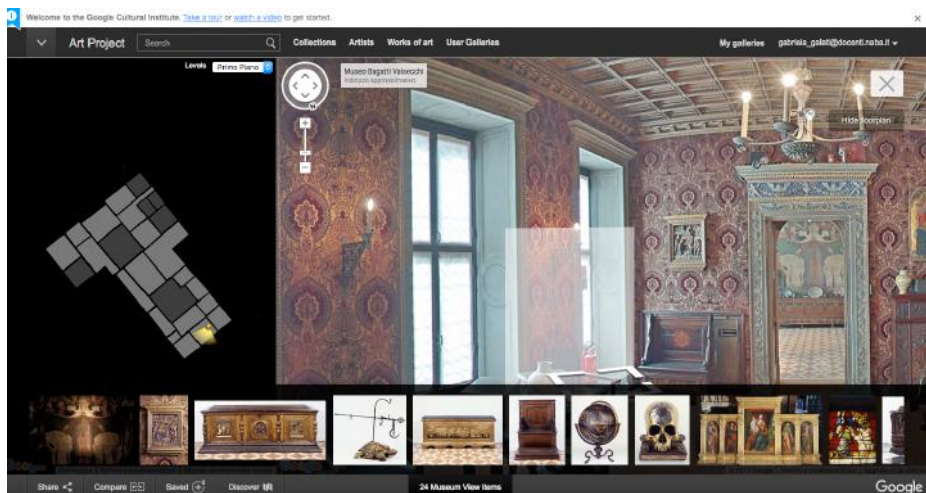 Welcome to the Google Cultural Institute. Take a tour or watch a video to get started.
Art Project
Search
Collections
Artists
Works of art
User Galleries
My galleries
gabriela_galati@docenti.naba.it
Levels
Primo Piano
Museo Bagatti Valsecchi
Indirizzo approssimativo
Hide floorplan
Share
Compare
Saved
Discover
24 Museum View Items
Google